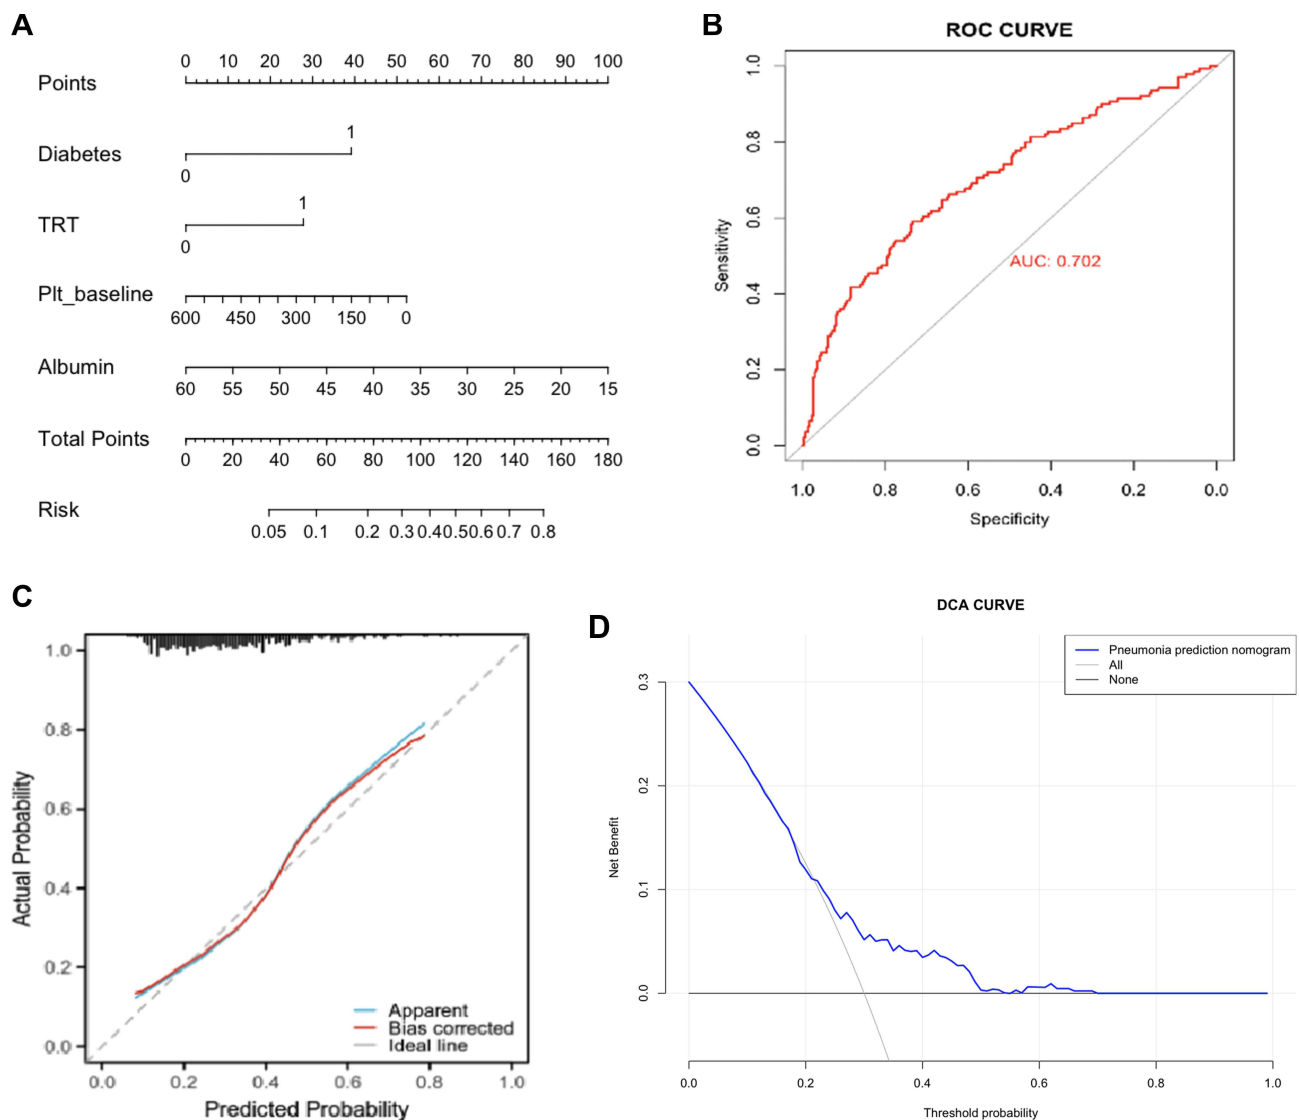 A
Points
0 10 20 30 40 50 60 70 80 90 100
Diabetes
0 1
TRT
0 1
Plt_baseline
600 450 300 150 0
Albumin
60 55 50 45 40 35 30 25 20 15
Total Points
0 20 40 60 80 100 120 140 160 180
Risk
0.05 0.1 0.2 0.3 0.4 0.5 0.6 0.7 0.8
B
ROC CURVE
Sensitivity
1.0
0.8
0.6
0.4
0.2
0.0
AUC: 0.702
1.0 0.8 0.6 0.4 0.2 0.0
Specificity
C
Actual Probability
1.0
0.8
0.6
0.4
0.2
0.0
Apparent
Bias corrected
Ideal line
0.0 0.2 0.4 0.6 0.8 1.0
Predicted Probability
D
DCA CURVE
Pneumonia prediction nomogram
All
None
Net Benefit
0.3
0.2
0.1
0.0
0.0 0.2 0.4 0.6 0.8 1.0
Threshold probability